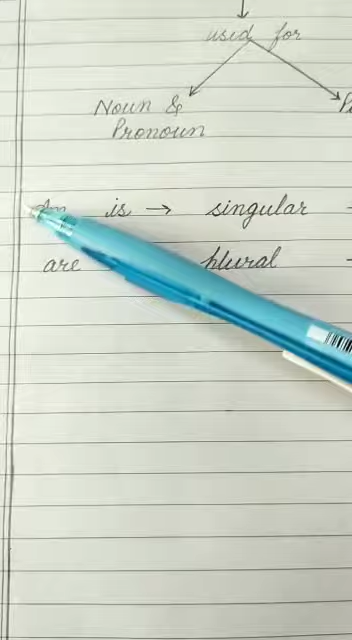 used for
Noun &
Pronoun
is → singular
are plural